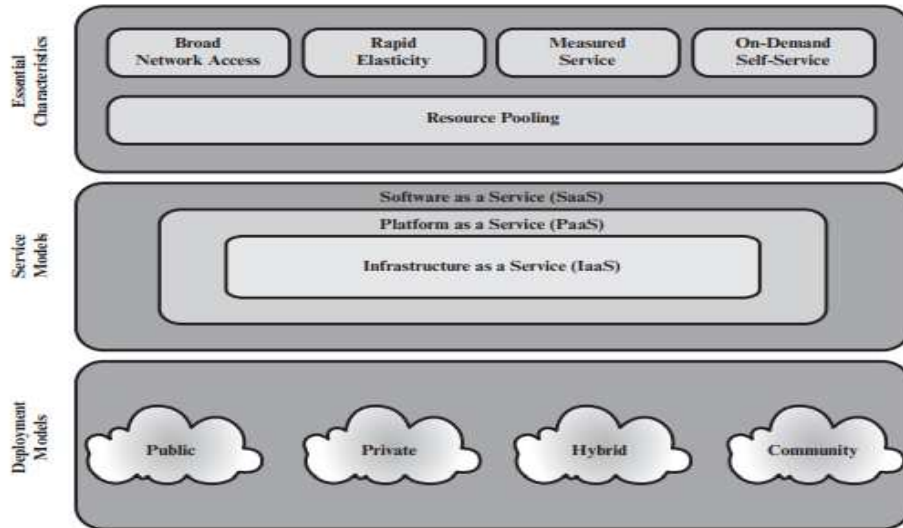 Essential
Characteristics
Broad
Network Access
Rapid
Elasticity
Measured
Service
On-Demand
Self-Service
Resource Pooling
Service
Models
Software as a Service (SaaS)
Platform as a Service (PaaS)
Infrastructure as a Service (IaaS)
Deployment
Models
Public
Private
Hybrid
Community